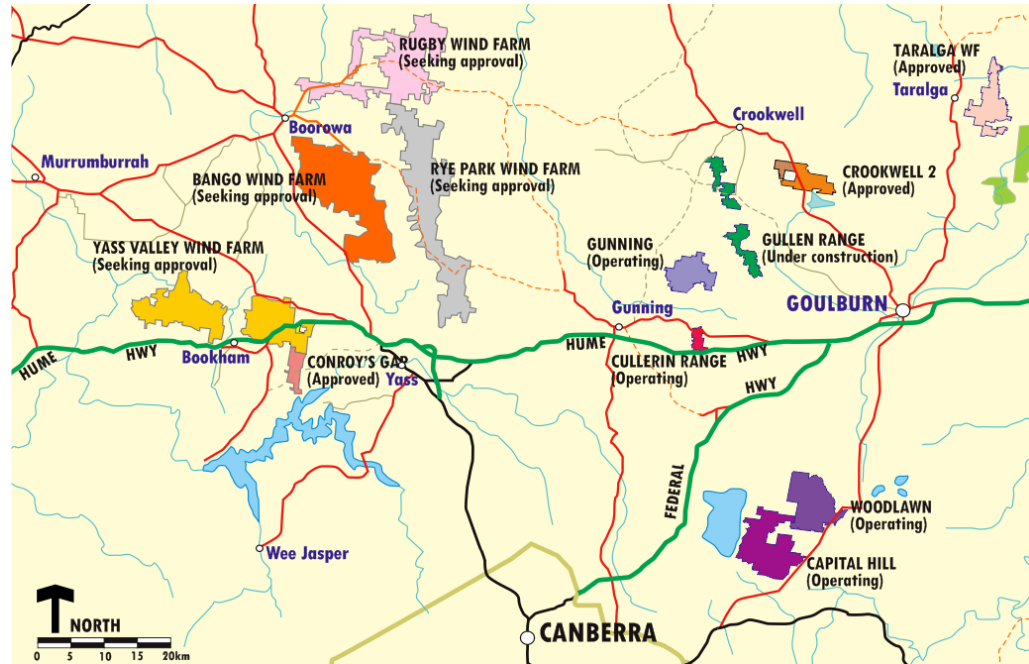 RUGBY WIND FARM
(Seeking approval)
TARALGA WF
(Approved)
Taralga
Boorowa
Crookwell
Murrumburrah
BANGO WIND FARM
(Seeking approval)
RYE PARK WIND FARM
(Seeking approval)
CROOKWELL 2
(Approved)
YASS VALLEY WIND FARM
(Seeking approval)
GUNNING
(Operating)
GULLEN RANGE
(Under construction)
Gunning
GOULBURN
HUME
HWY
Bookham
CONROY'S GAP
(Approved)
Yass
HUME
HWY
CULLERIN RANGE
(Operating)
HWY
FEDERAL
WOODLAWN
(Operating)
Wee Jasper
CAPITAL HILL
(Operating)
NORTH
0 5 10 15 20km
CANBERRA